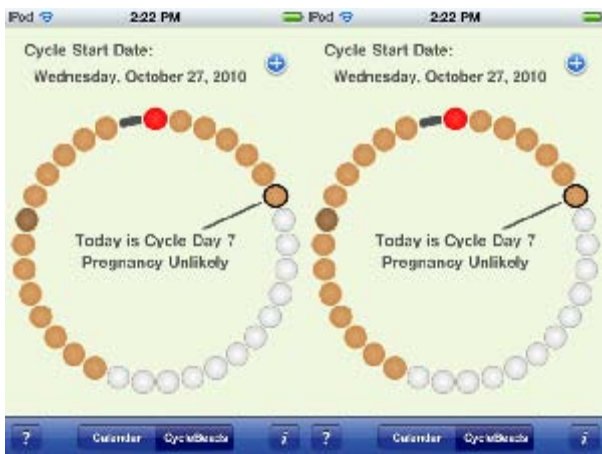 iPod 2:22 PM
Cycle Start Date:
Wednesday, October 27, 2010
Today is Cycle Day 7
Pregnancy Unlikely
? Calendar CycleBeads i
iPod 2:22 PM
Cycle Start Date:
Wednesday, October 27, 2010
Today is Cycle Day 7
Pregnancy Unlikely
? Calendar CycleBeads i